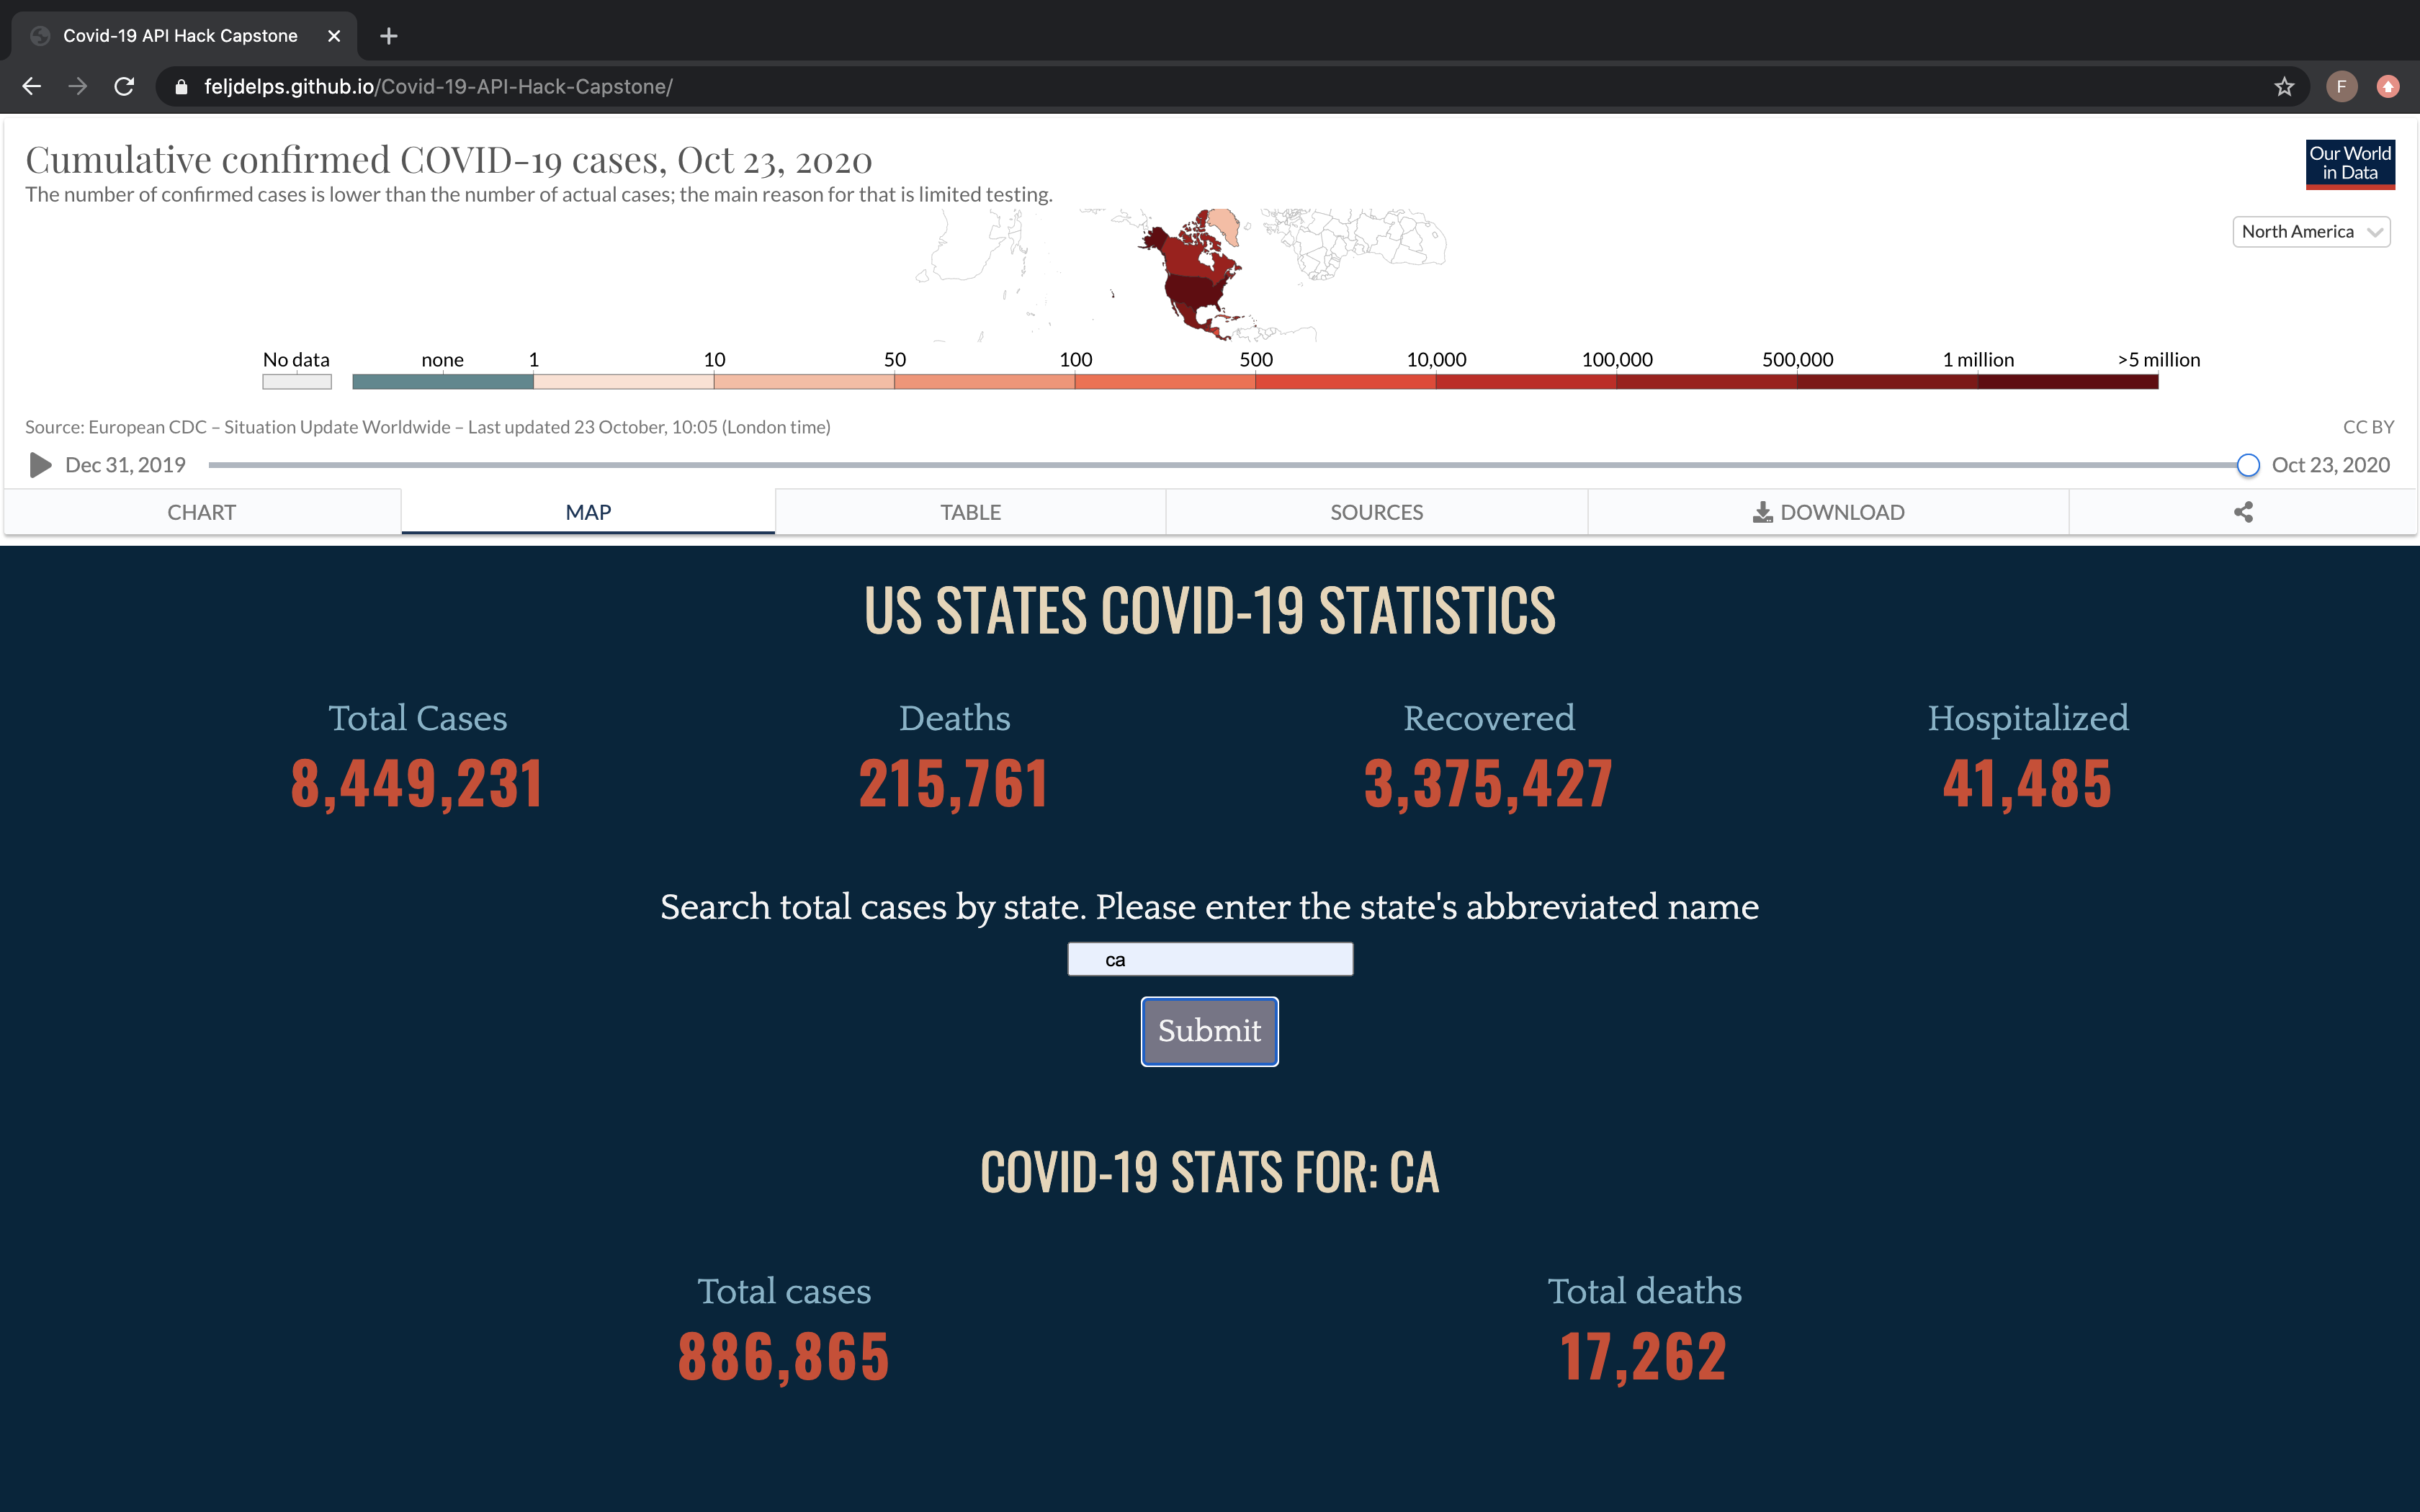 Covid-19 API Hack Capstone
feljdelps.github.io/Covid-19-API-Hack-Capstone/
F
Cumulative confirmed COVID-19 cases, Oct 23, 2020
The number of confirmed cases is lower than the number of actual cases; the main reason for that is limited testing.
Our World
in Data
North America
No data none 1 10 50 100 500 10,000 100,000 500,000 1 million >5 million
Source: European CDC – Situation Update Worldwide – Last updated 23 October, 10:05 (London time)
CC BY
Dec 31, 2019
Oct 23, 2020
CHART MAP TABLE SOURCES DOWNLOAD
US STATES COVID-19 STATISTICS
Total Cases Deaths Recovered Hospitalized
8,449,231 215,761 3,375,427 41,485
Search total cases by state. Please enter the state's abbreviated name
ca
Submit
COVID-19 STATS FOR: CA
Total cases Total deaths
886,865 17,262